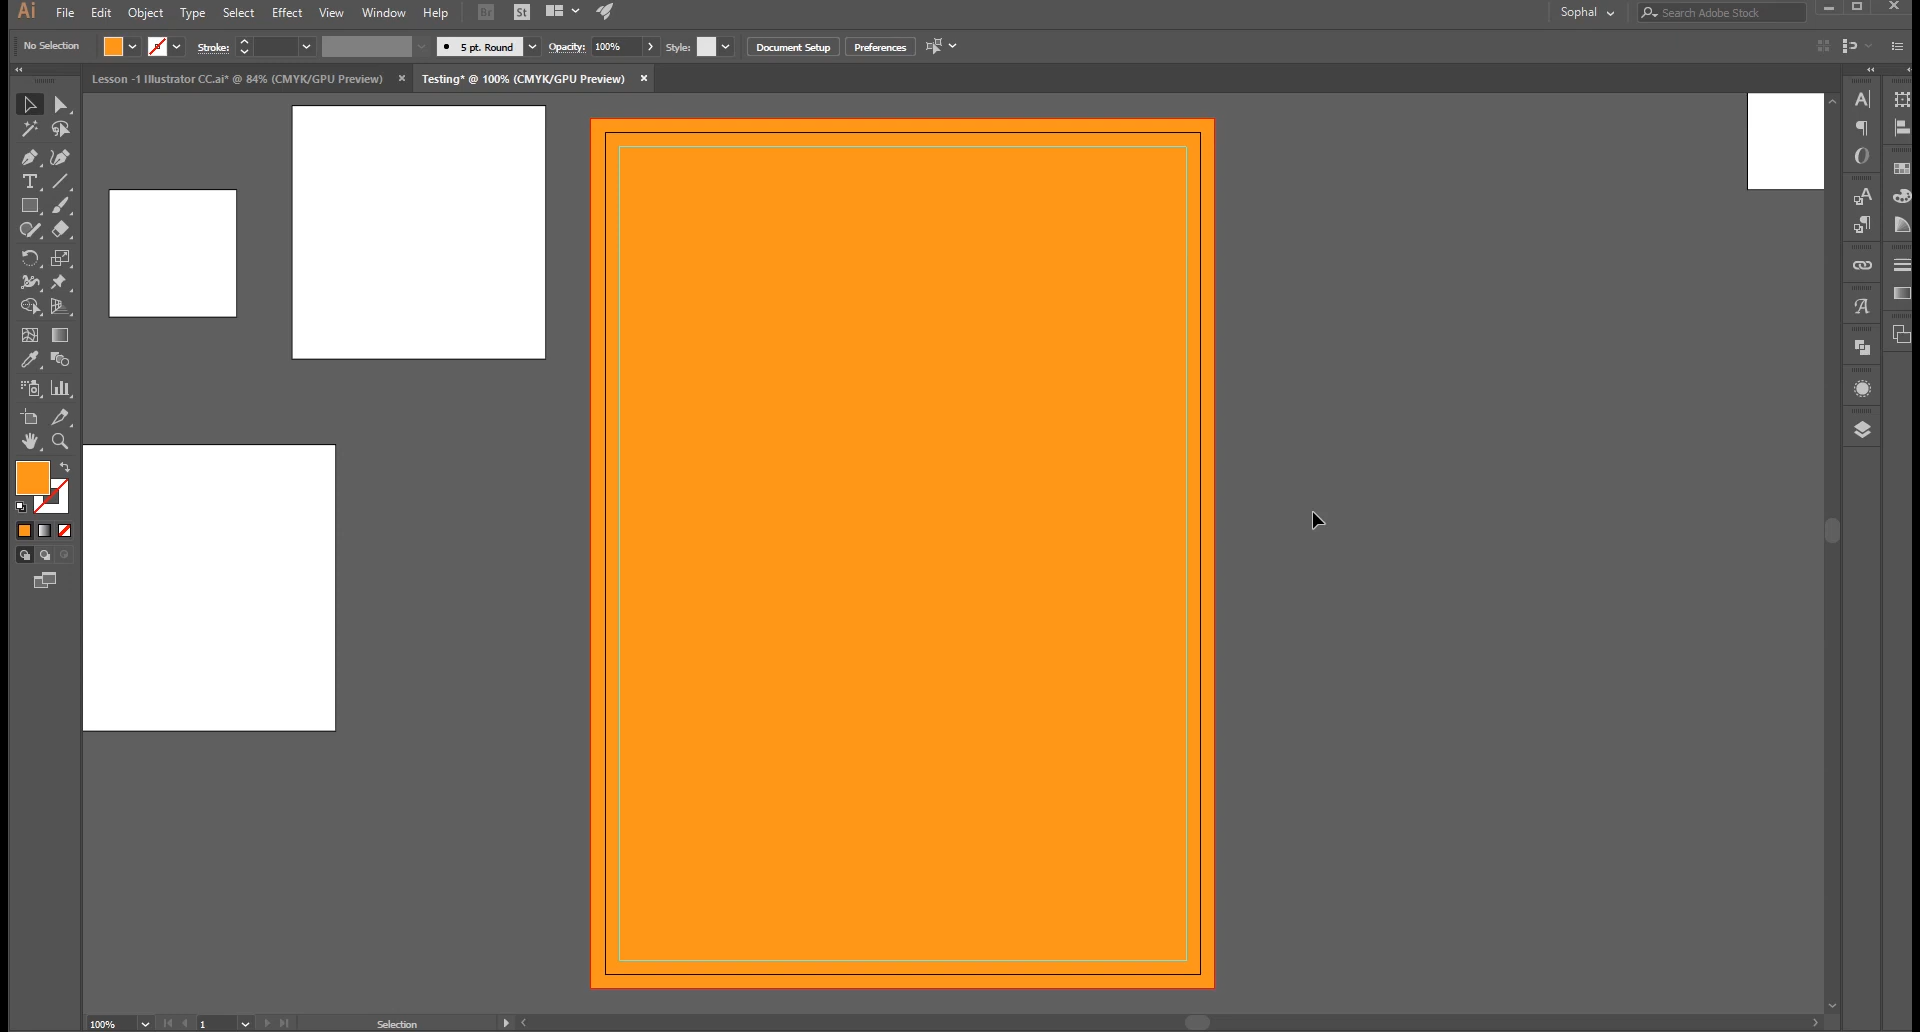 Ai File Edit Object Type Select Effect View Window Help Br St Sophal Search Adobe Stock
No Selection Stroke: 5 pt. Round Opacity: 100% Style: Document Setup Preferences
Lesson -1 Illustrator CC.ai* @ 84% (CMYK/GPU Preview) × Testing* @ 100% (CMYK/GPU Preview) ×
100% 1 Selection